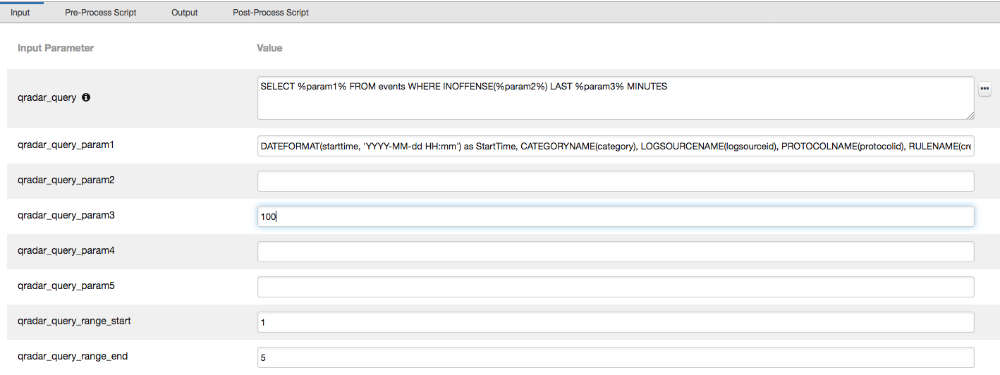 Input Pre-Process Script Output Post-Process Script
Input Parameter Value
qradar_query SELECT %param1% FROM events WHERE INOFFENSE(%param2%) LAST %param3% MINUTES
qradar_query_param1 DATEFORMAT(starttime, 'YYYY-MM-dd HH:mm') as StartTime, CATEGORYNAME(category), LOGSOURCENAME(logsourceid), PROTOCOLNAME(protocolid), RULENAME(cre
qradar_query_param2
qradar_query_param3 100
qradar_query_param4
qradar_query_param5
qradar_query_range_start 1
qradar_query_range_end 5